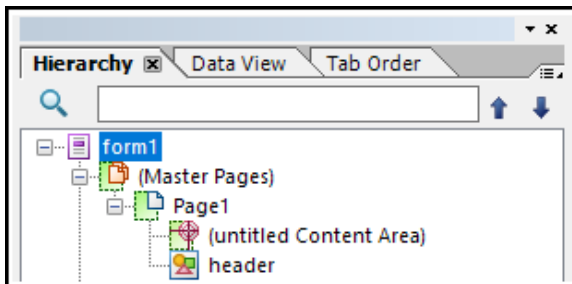 Hierarchy Data View Tab Order
form1
(Master Pages)
Page1
(untitled Content Area)
header